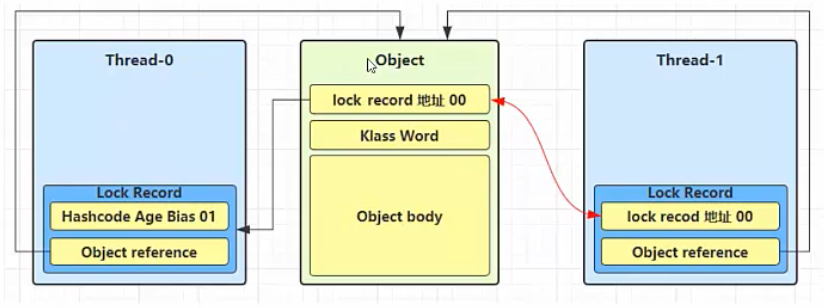 Thread-0
Lock Record
Hashcode Age Bias 01
Object reference
Object
lock record 地址 00
Klass Word
Object body
Thread-1
Lock Record
lock recod 地址 00
Object reference